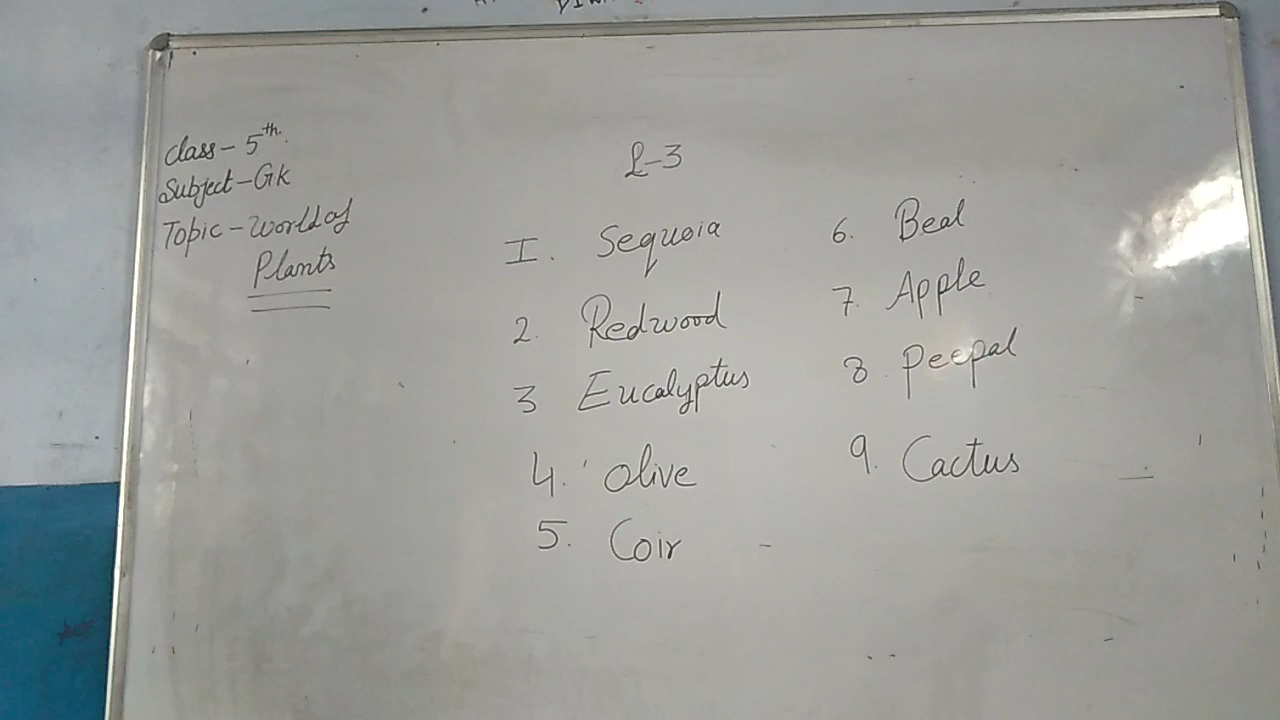 Class - 5th.
Subject - Gk
Topic - World of
Plants
L-3
I. Sequoia
2. Redwood
3 Eucalyptus
4. Olive
5. Coir
6. Beal
7. Apple
8. Peepal
9. Cactus